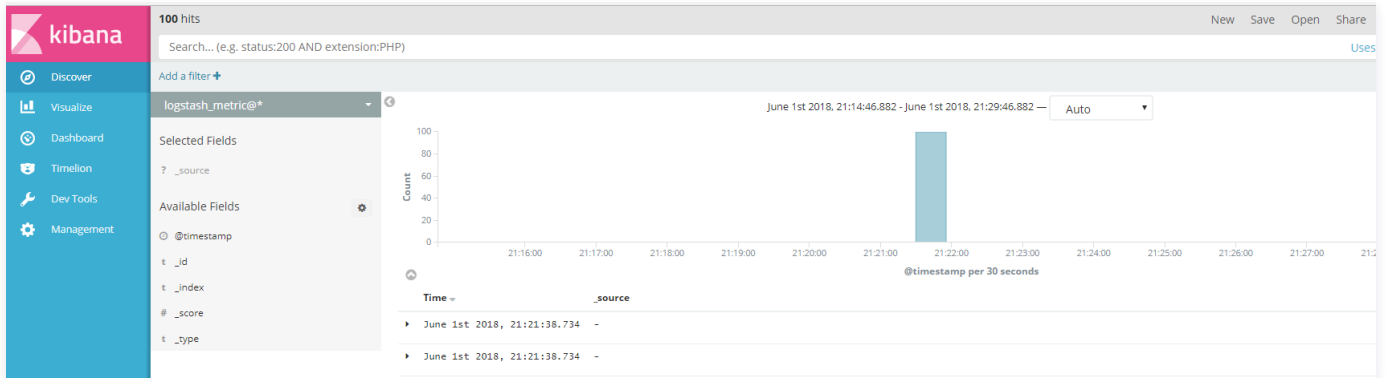 kibana
Discover
Visualize
Dashboard
Timelion
Dev Tools
Management
100 hits
New Save Open Share
Search... (e.g. status:200 AND extension:PHP)
Uses
Add a filter +
logstash_metric@*
Selected Fields
? _source
Available Fields
@timestamp
t _id
t _index
# _score
t _type
June 1st 2018, 21:14:46.882 - June 1st 2018, 21:29:46.882 — Auto
Count
100
80
60
40
20
0
21:16:00 21:17:00 21:18:00 21:19:00 21:20:00 21:21:00 21:22:00 21:23:00 21:24:00 21:25:00 21:26:00 21:27:00 21:2
@timestamp per 30 seconds
Time _source
June 1st 2018, 21:21:38.734 -
June 1st 2018, 21:21:38.734 -